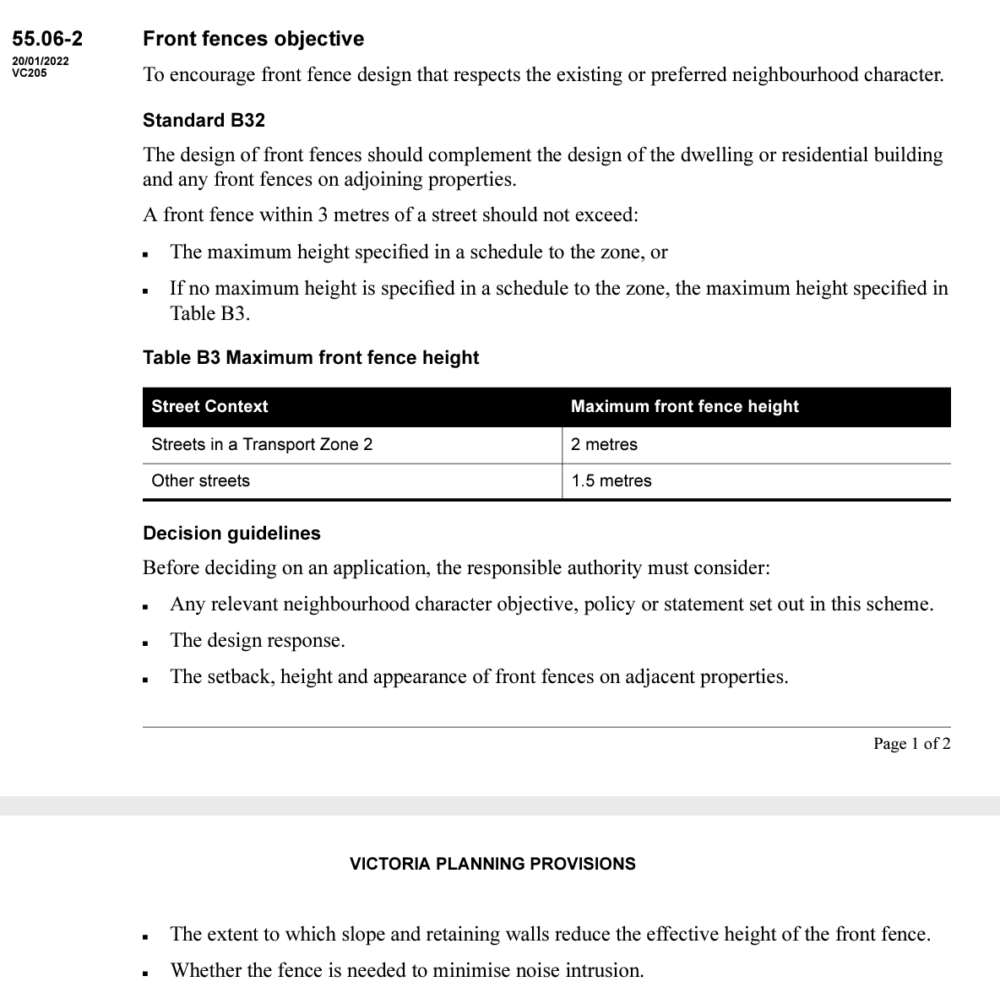 55.06-2
20/01/2022
VC205
Front fences objective
To encourage front fence design that respects the existing or preferred neighbourhood character.
Standard B32
The design of front fences should complement the design of the dwelling or residential building
and any front fences on adjoining properties.
A front fence within 3 metres of a street should not exceed:
▪ The maximum height specified in a schedule to the zone, or
▪ If no maximum height is specified in a schedule to the zone, the maximum height specified in
Table B3.
Table B3 Maximum front fence height
Street Context Maximum front fence height
Streets in a Transport Zone 2 2 metres
Other streets 1.5 metres
Decision guidelines
Before deciding on an application, the responsible authority must consider:
▪ Any relevant neighbourhood character objective, policy or statement set out in this scheme.
▪ The design response.
▪ The setback, height and appearance of front fences on adjacent properties.
Page 1 of 2
VICTORIA PLANNING PROVISIONS
▪ The extent to which slope and retaining walls reduce the effective height of the front fence.
▪ Whether the fence is needed to minimise noise intrusion.